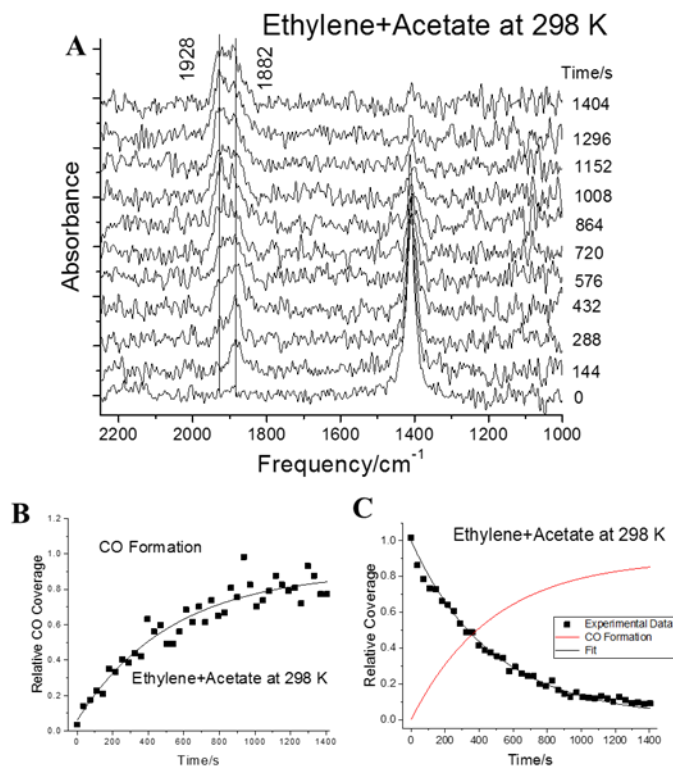 A
Ethylene+Acetate at 298 K
1928
1882
Time/s
1404
1296
1152
1008
864
720
576
432
288
144
0
Absorbance
2200 2000 1800 1600 1400 1200 1000
Frequency/cm-1
B
CO Formation
Ethylene+Acetate at 298 K
Relative CO Coverage
1.2
1.0
0.8
0.6
0.4
0.2
0.0
0 200 400 600 800 1000 1200 1400
Time/s
C
Ethylene+Acetate at 298 K
Experimental Data
CO Formation
Fit
Relative Coverage
1.0
0.8
0.6
0.4
0.2
0.0
0 200 400 600 800 1000 1200 1400
Time/s